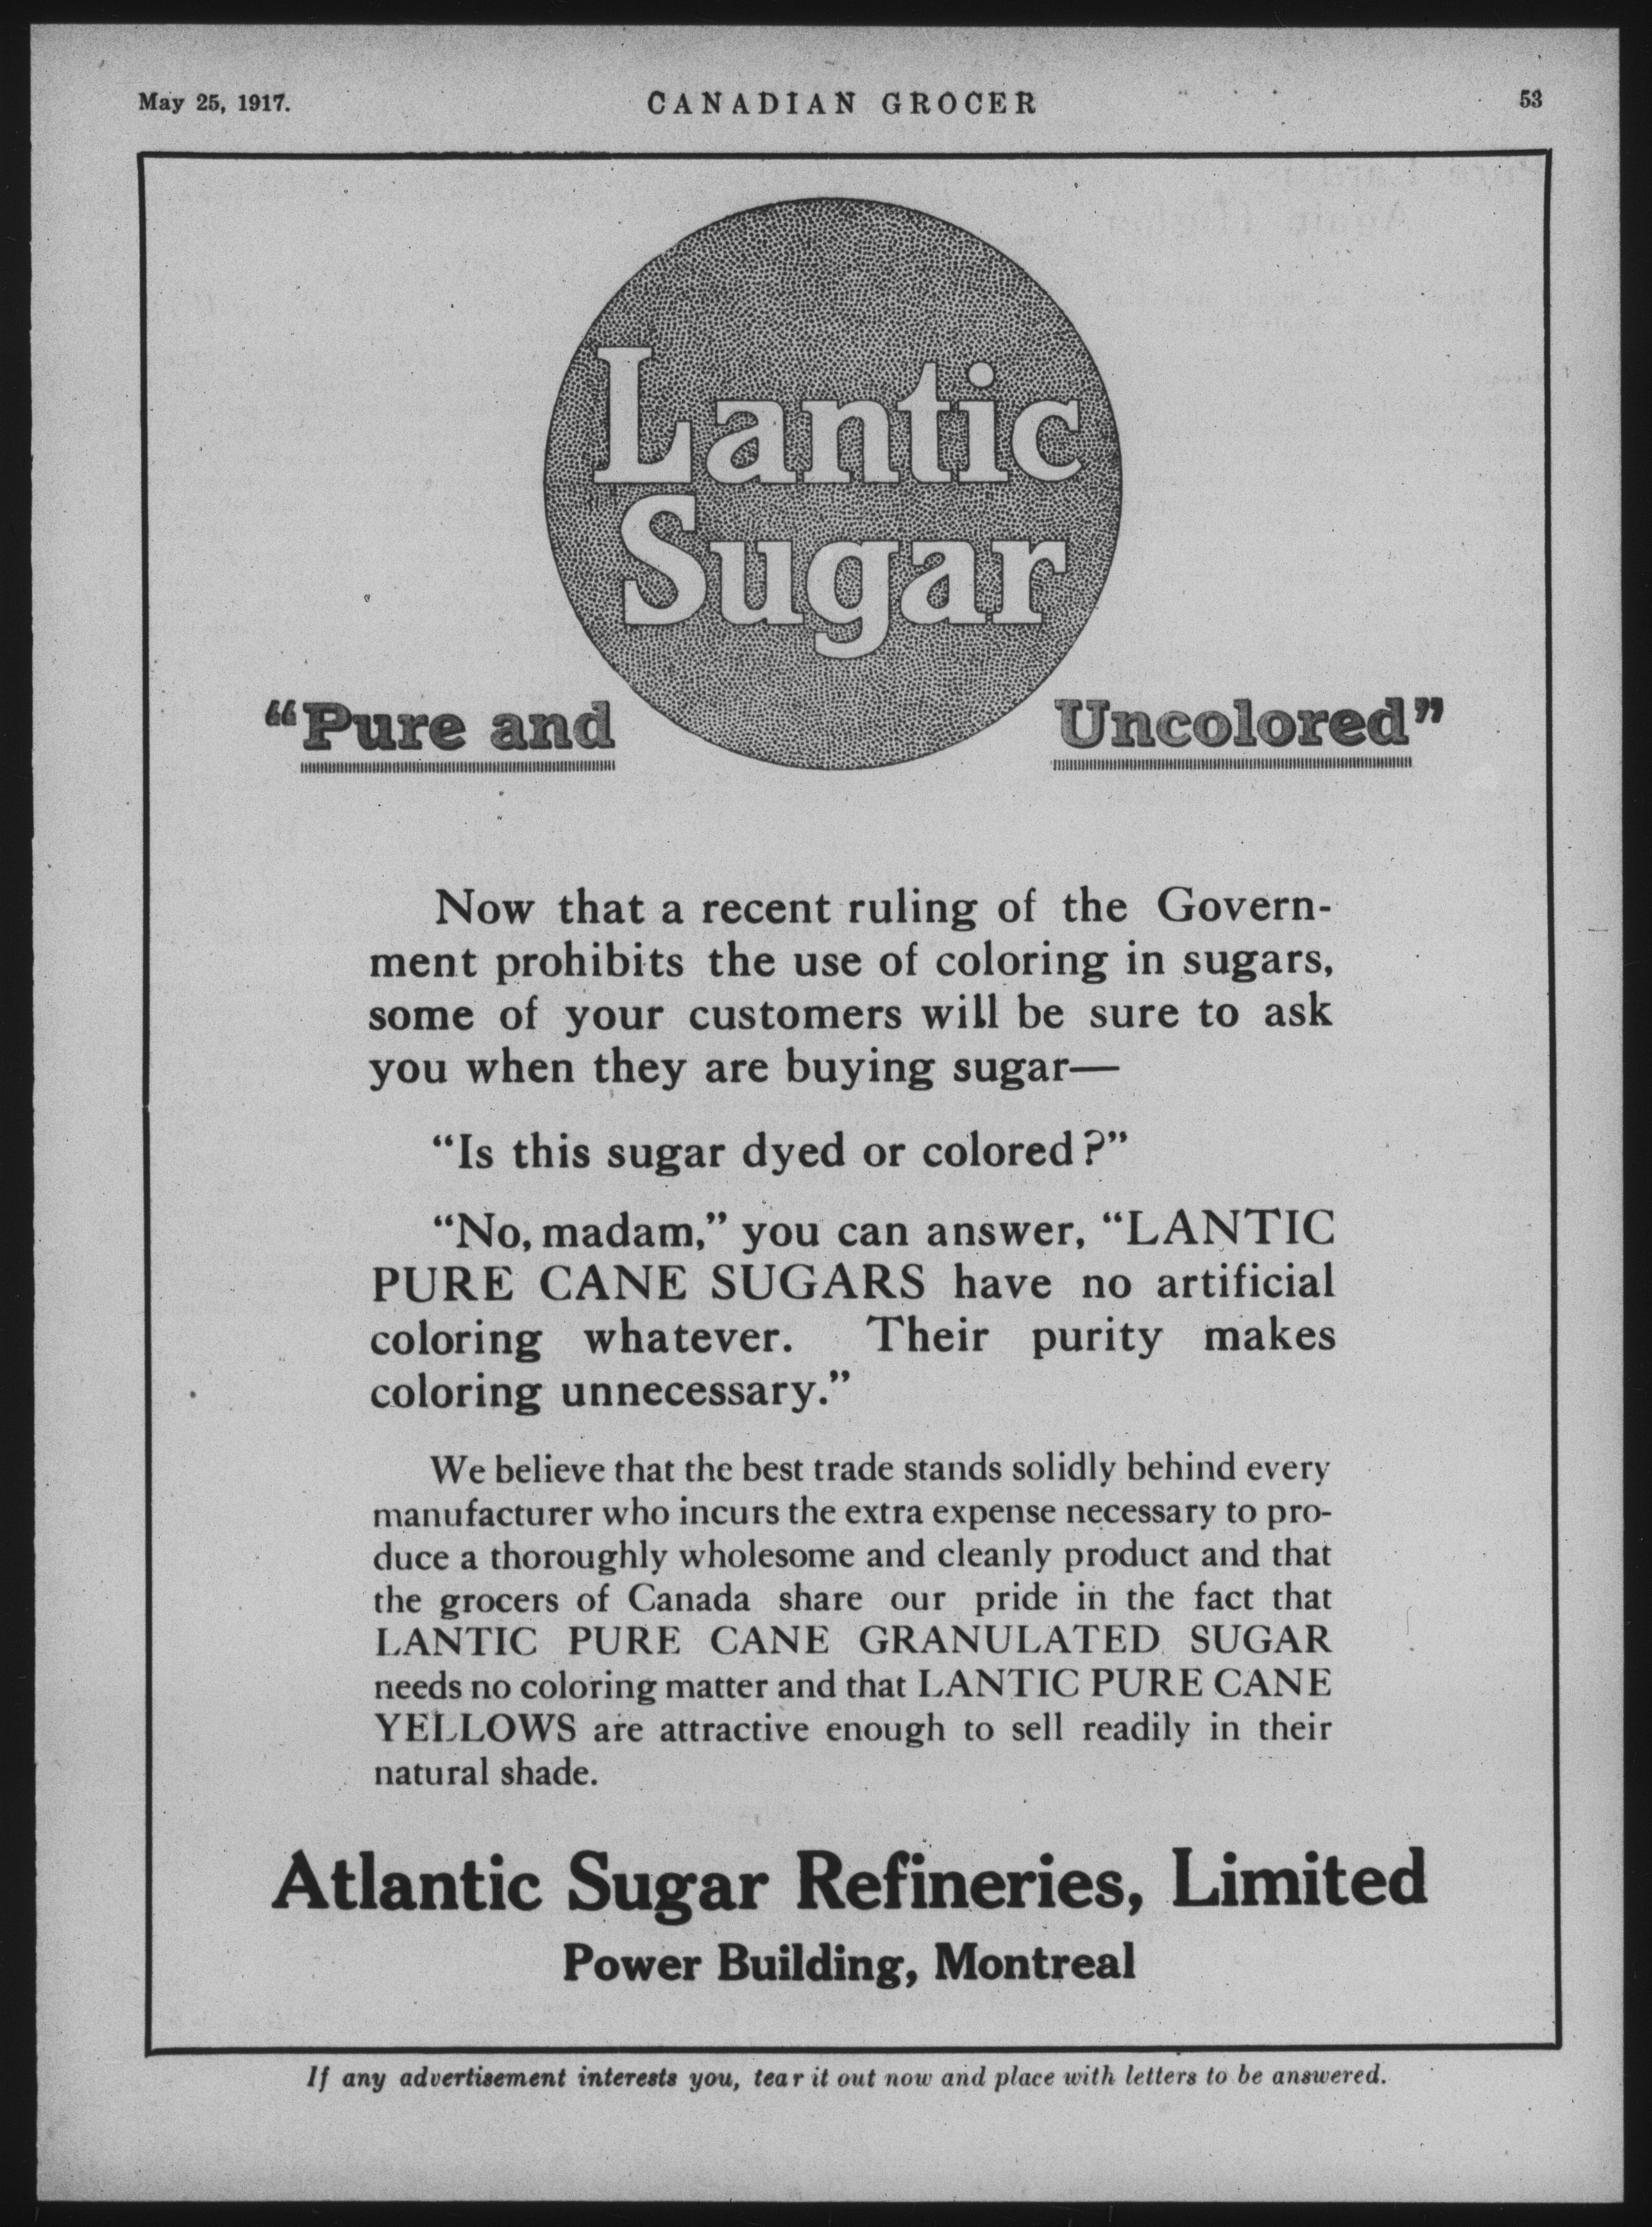 May 25, 1917.
CANADIAN GROCER
53
Lantic
Sugar
“Pure and
Uncolored”
Now that a recent ruling of the Govern-
ment prohibits the use of coloring in sugars,
some of your customers will be sure to ask
you when they are buying sugar—
“Is this sugar dyed or colored?”
“No, madam,” you can answer, “LANTIC
PURE CANE SUGARS have no artificial
coloring whatever. Their purity makes
coloring unnecessary.”
We believe that the best trade stands solidly behind every
manufacturer who incurs the extra expense necessary to pro-
duce a thoroughly wholesome and cleanly product and that
the grocers of Canada share our pride in the fact that
LANTIC PURE CANE GRANULATED SUGAR
needs no coloring matter and that LANTIC PURE CANE
YELLOWS are attractive enough to sell readily in their
natural shade.
Atlantic Sugar Refineries, Limited
Power Building, Montreal
If any advertisement interests you, tear it out now and place with letters to be answered.